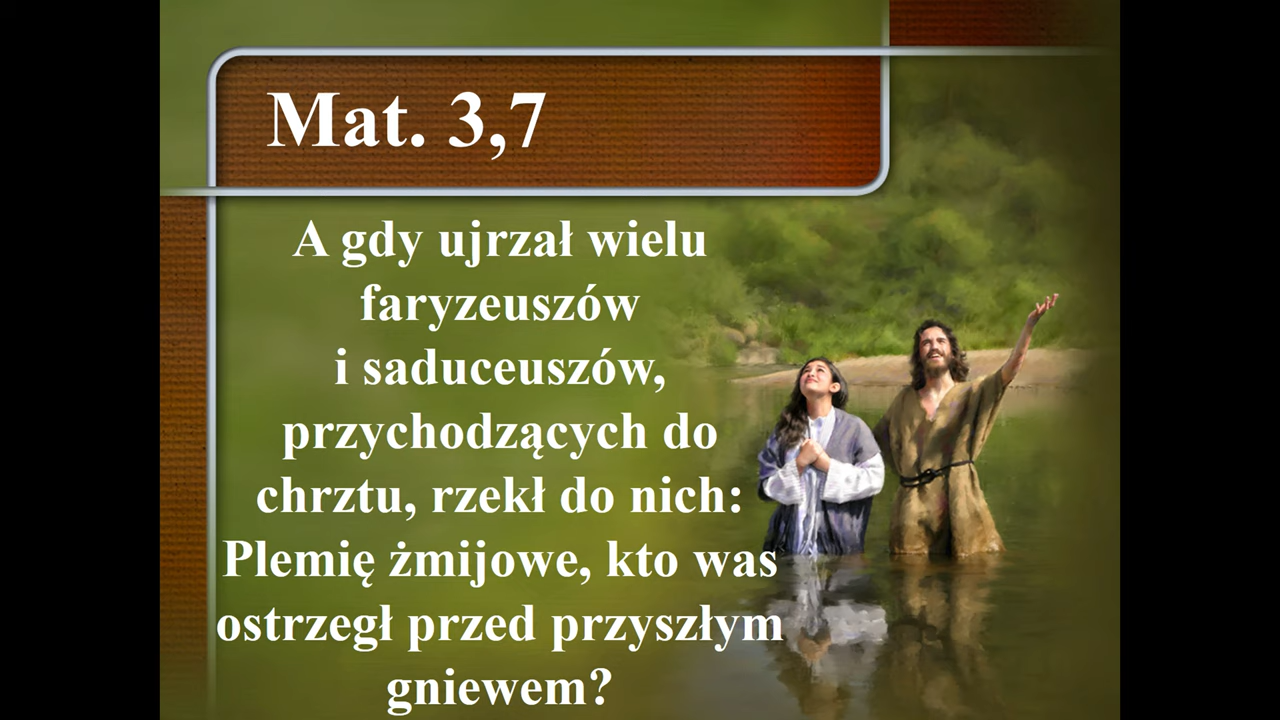 Mat. 3,7
A gdy ujrzał wielu
faryzeuszów
i saduceuszów,
przychodzących do
chrztu, rzekł do nich:
Plemię żmijowe, kto was
ostrzegł przed przyszłym
gniewem?